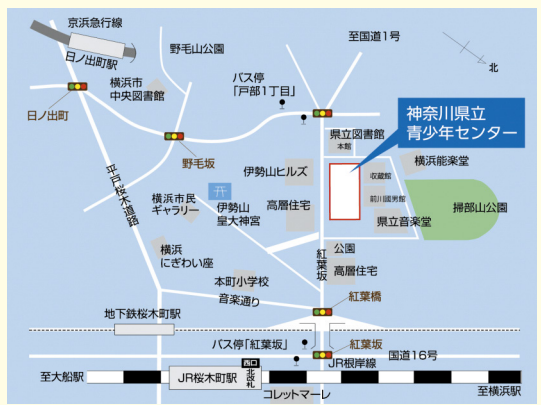 京浜急行線
日ノ出町駅
野毛山公園
至国道1号
北
横浜市
中央図書館
バス停
「戸部1丁目」
日ノ出町
野毛坂
県立図書館
本館
神奈川県立
青少年センター
横浜能楽堂
収蔵館
前川國男館
県立音楽堂
掃部山公園
伊勢山ヒルズ
高層住宅
平戸桜木道路
横浜市民
ギャラリー
伊勢山
皇大神宮
横浜
にぎわい座
紅葉坂
公園
高層住宅
本町小学校
音楽通り
紅葉橋
地下鉄桜木町駅
バス停「紅葉坂」
紅葉坂
国道16号
JR根岸線
至大船駅
JR桜木町駅
西口
北改札
至横浜駅
コレットマーレ